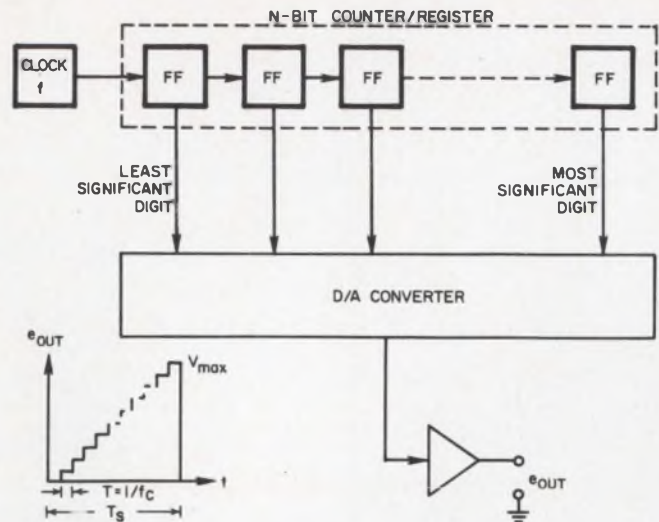 N-BIT COUNTER/REGISTER
CLOCK
f
FF
FF
FF
FF
LEAST
SIGNIFICANT
DIGIT
MOST
SIGNIFICANT
DIGIT
D/A CONVERTER
eOUT
Vmax
t
T=1/fC
TS
eOUT